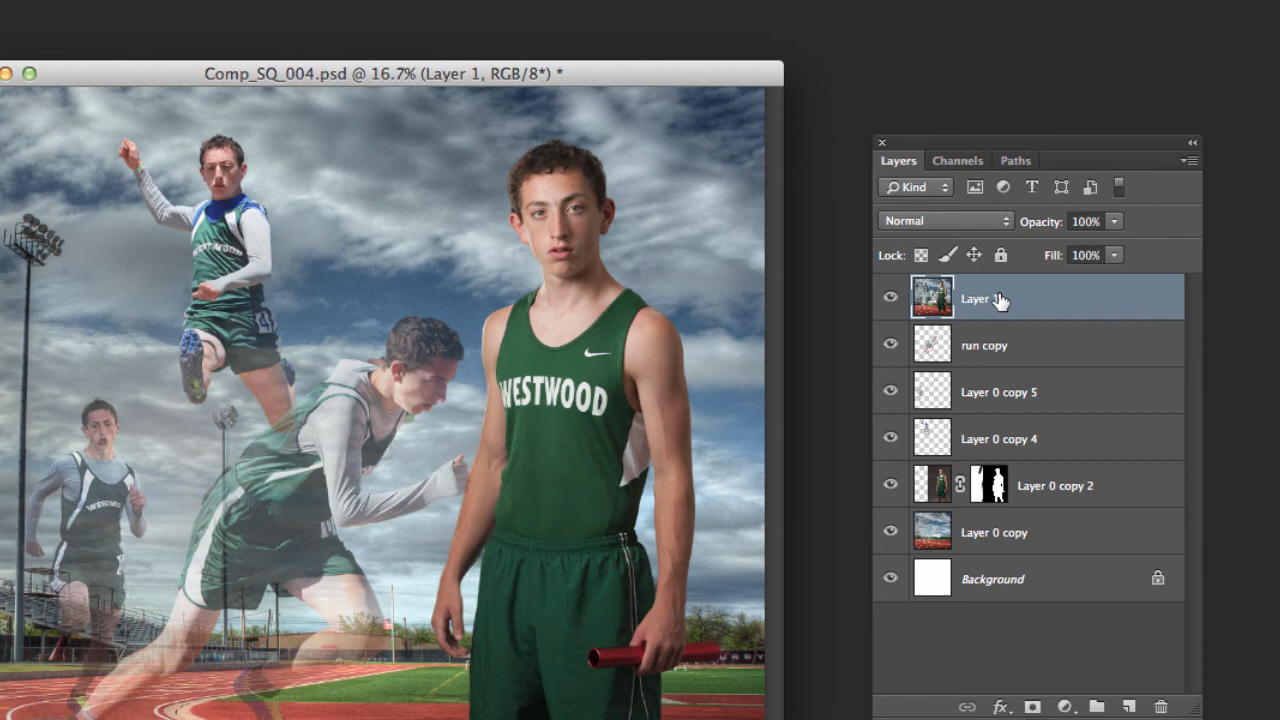 Comp_SQ_004.psd @ 16.7% (Layer 1, RGB/8*) *
WESTWOOD
Layers Channels Paths
Kind
Normal Opacity: 100%
Lock: Fill: 100%
Layer
run copy
Layer 0 copy 5
Layer 0 copy 4
Layer 0 copy 2
Layer 0 copy
Background
fx